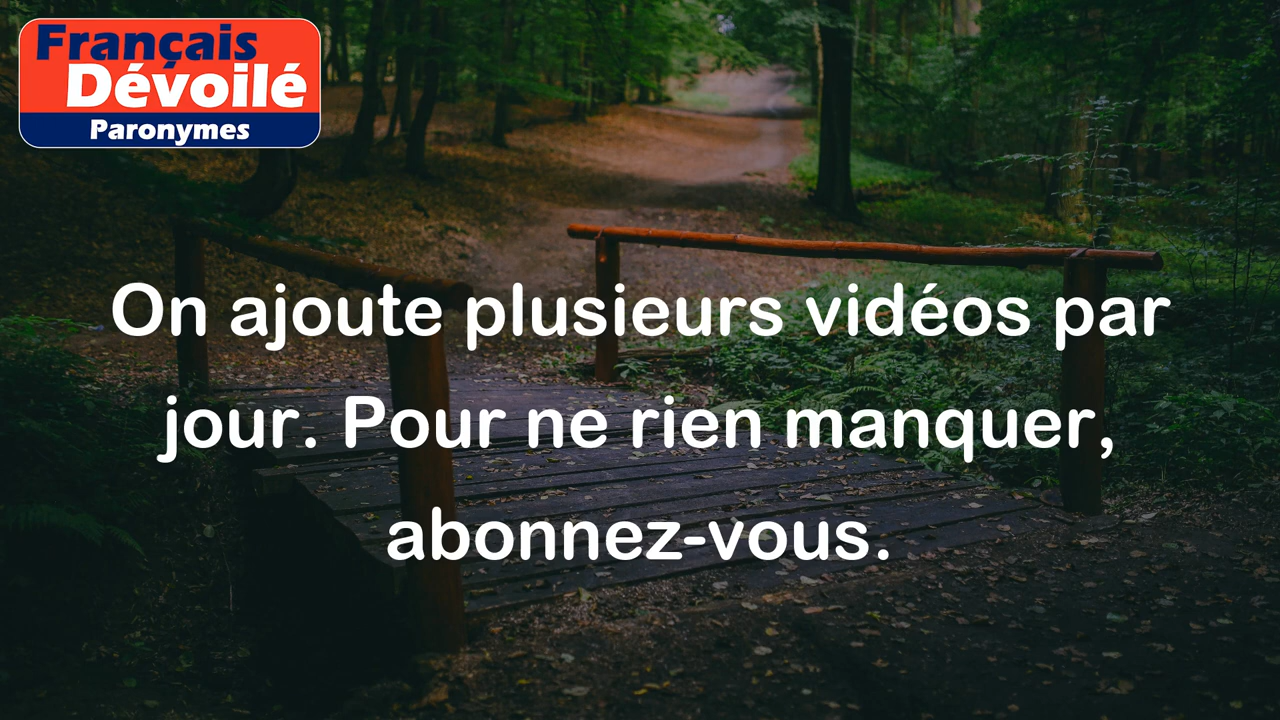 Français
Dévoilé
Paronymes
On ajoute plusieurs vidéos par
jour. Pour ne rien manquer,
abonnez-vous.